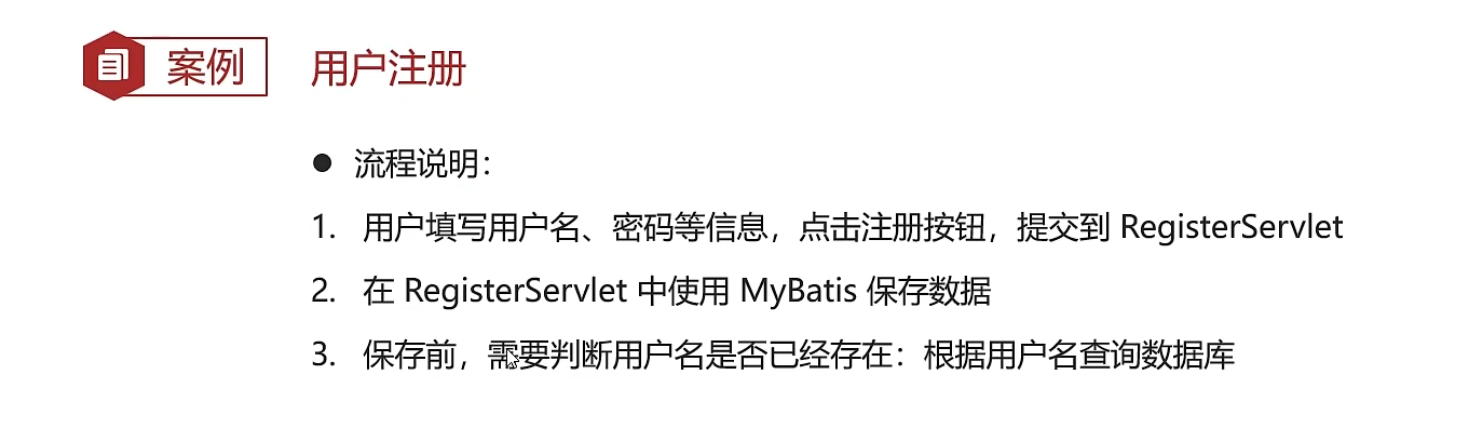 案例 用户注册
● 流程说明：
1. 用户填写用户名、密码等信息，点击注册按钮，提交到 RegisterServlet
2. 在 RegisterServlet 中使用 MyBatis 保存数据
3. 保存前，需要判断用户名是否已经存在：根据用户名查询数据库